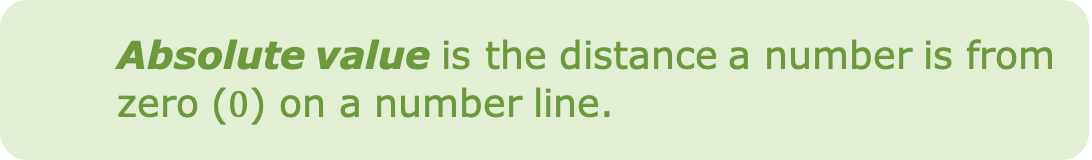 Absolute value is the distance a number is from
zero (0) on a number line.